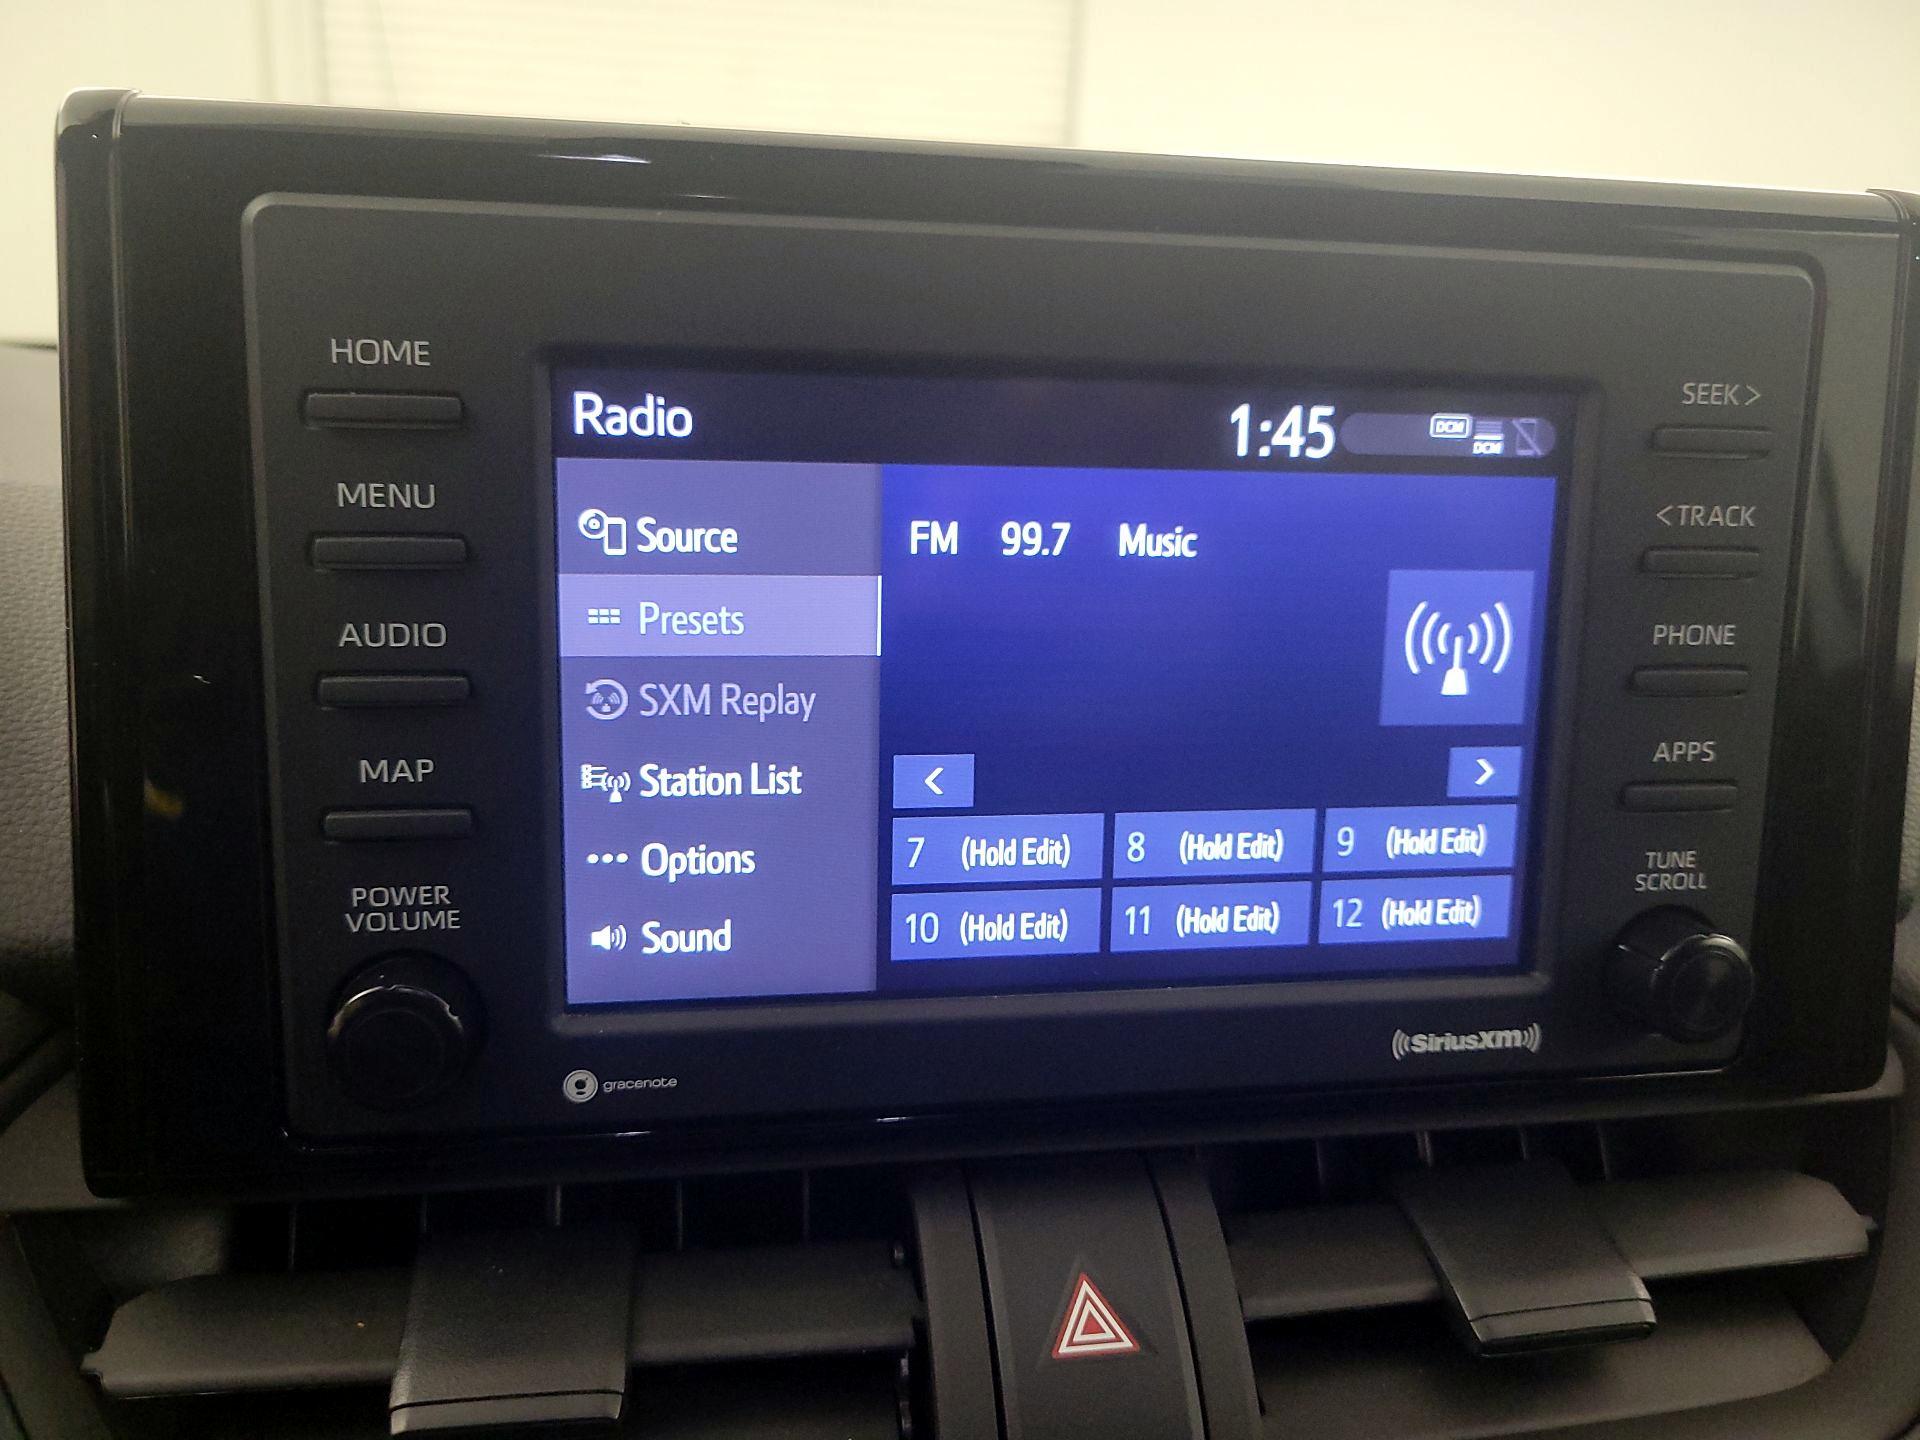 HOME
MENU
AUDIO
MAP
POWER
VOLUME
Radio
1:45
DCM
DCM
Source
Presets
SXM Replay
Station List
Options
Sound
FM 99.7 Music
<
>
7 (Hold Edit) 8 (Hold Edit) 9 (Hold Edit)
10 (Hold Edit) 11 (Hold Edit) 12 (Hold Edit)
SEEK >
< TRACK
PHONE
APPS
TUNE
SCROLL
gracenote
((SiriusXM))